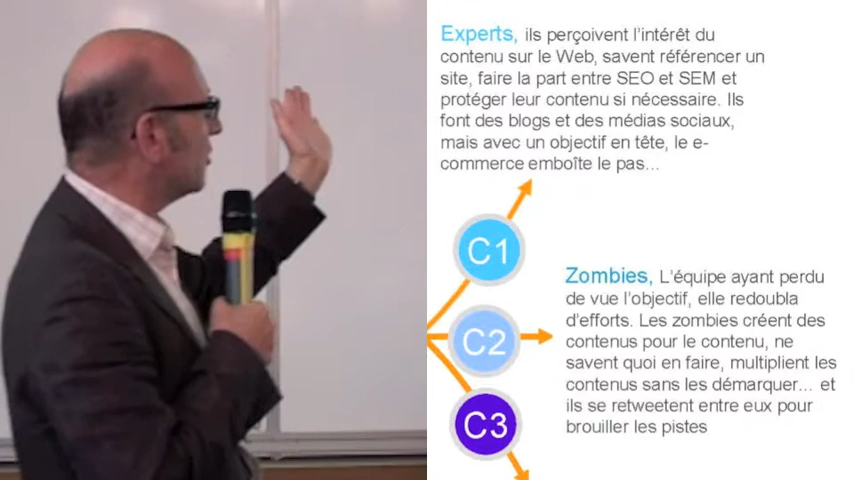 Experts, ils perçoivent l’intérêt du
contenu sur le Web, savent référencer un
site, faire la part entre SEO et SEM et
protéger leur contenu si nécessaire. Ils
font des blogs et des médias sociaux,
mais avec un objectif en tête, le e-
commerce emboîte le pas...
C1
Zombies, L’équipe ayant perdu
de vue l’objectif, elle redoubla
d’efforts. Les zombies créent des
contenus pour le contenu, ne
savent quoi en faire, multiplient les
contenus sans les démarquer... et
ils se retweetent entre eux pour
brouiller les pistes
C2
C3